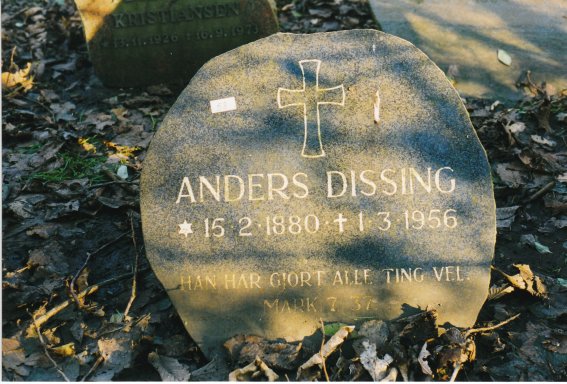 KRISTIANSEN
ANDERS DISSING
* 15·2·1880·✝1·3·1956
HAN HAR GJORT ALLE TING VEL.
MARK. 7. 37